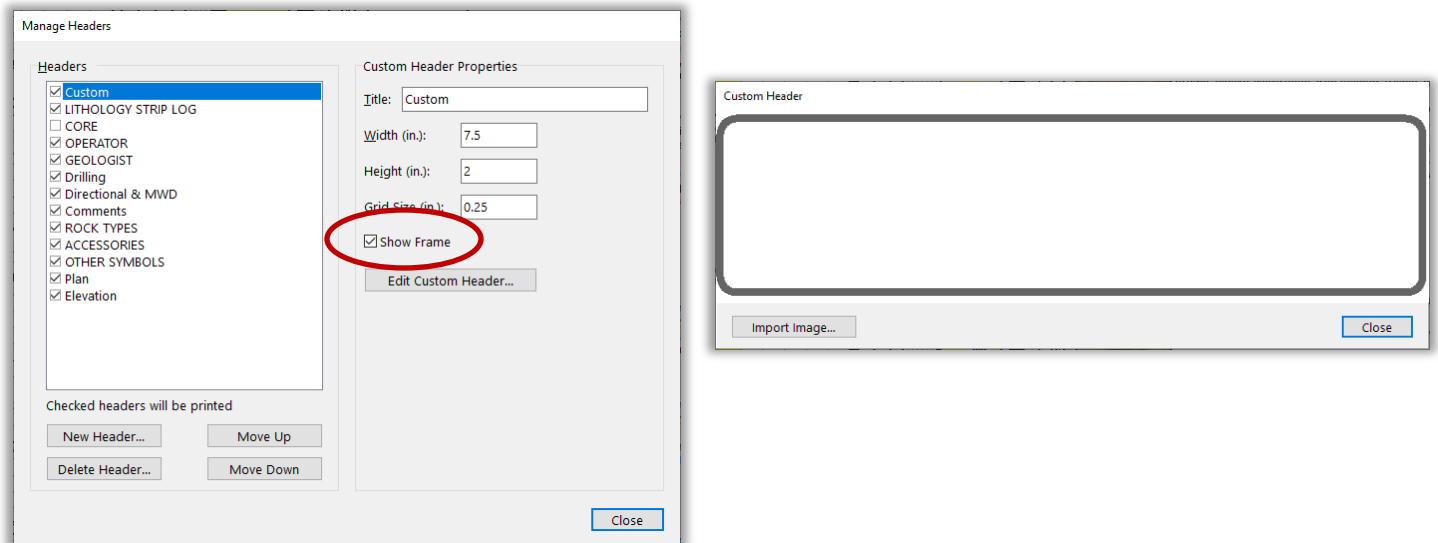 Manage Headers
Headers
Custom
LITHOLOGY STRIP LOG
CORE
OPERATOR
GEOLOGIST
Drilling
Directional & MWD
Comments
ROCK TYPES
ACCESSORIES
OTHER SYMBOLS
Plan
Elevation
Checked headers will be printed
New Header...
Move Up
Delete Header...
Move Down
Custom Header Properties
Title: Custom
Width (in.): 7.5
Height (in.): 2
Grid Size (in.): 0.25
Show Frame
Edit Custom Header...
Close
Custom Header
Import Image...
Close